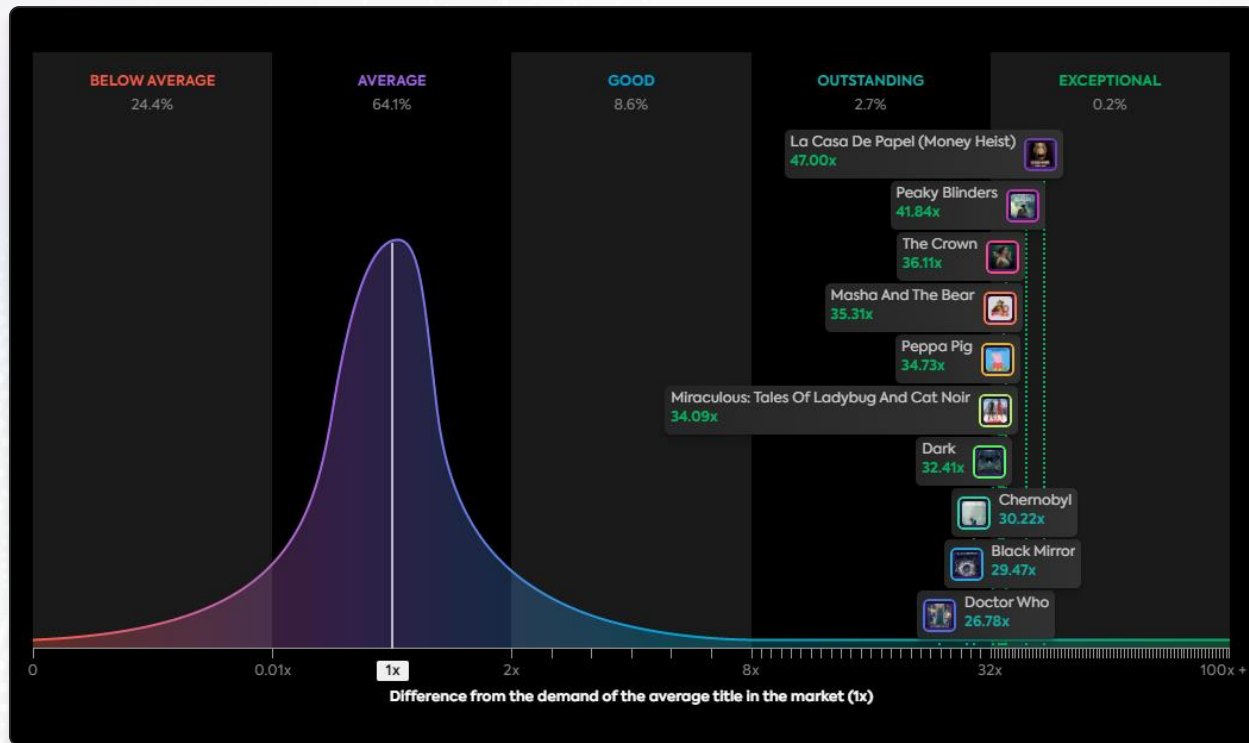 BELOW AVERAGE
24.4%
AVERAGE
64.1%
GOOD
8.6%
OUTSTANDING
2.7%
EXCEPTIONAL
0.2%
La Casa De Papel (Money Heist)
47.00x
Peaky Blinders
41.84x
The Crown
36.11x
Masha And The Bear
35.31x
Peppa Pig
34.73x
Miraculous: Tales Of Ladybug And Cat Noir
34.09x
Dark
32.41x
Chernobyl
30.22x
Black Mirror
29.47x
Doctor Who
26.78x
0 0.01x 1x 2x 8x 32x 100x +
Difference from the demand of the average title in the market (1x)